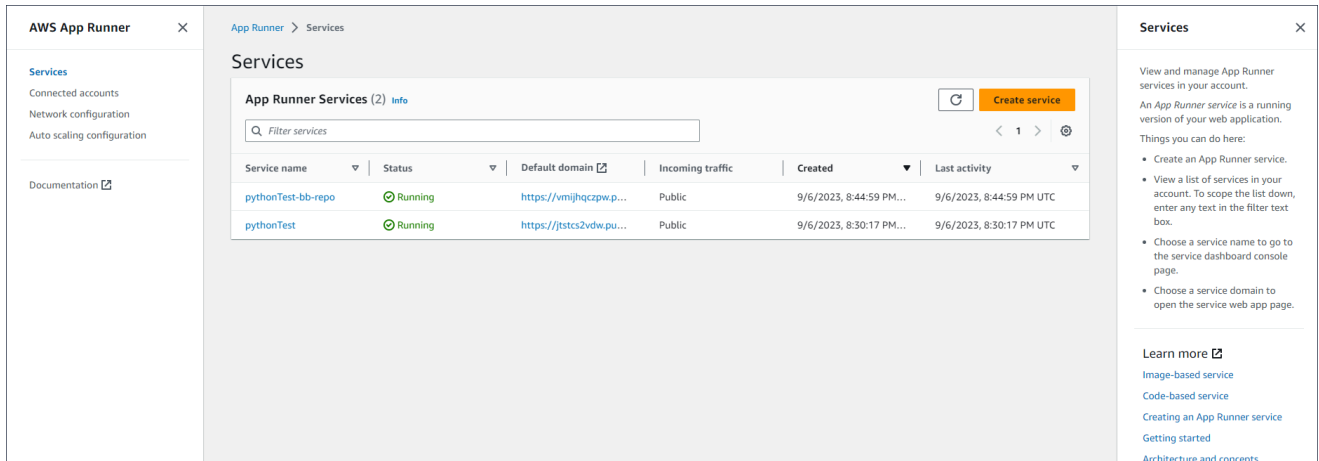 AWS App Runner
Services
Connected accounts
Network configuration
Auto scaling configuration
Documentation
App Runner > Services
Services
App Runner Services (2) Info
Create service
Filter services
1
Service name Status Default domain Incoming traffic Created Last activity
pythonTest-bb-repo Running https://vmijhqczpw.p... Public 9/6/2023, 8:44:59 PM... 9/6/2023, 8:44:59 PM UTC
pythonTest Running https://jtstcs2vdw.pu... Public 9/6/2023, 8:30:17 PM... 9/6/2023, 8:30:17 PM UTC
Services
View and manage App Runner
services in your account.
An App Runner service is a running
version of your web application.
Things you can do here:
• Create an App Runner service.
• View a list of services in your
account. To scope the list down,
enter any text in the filter text
box.
• Choose a service name to go to
the service dashboard console
page.
• Choose a service domain to
open the service web app page.
Learn more
Image-based service
Code-based service
Creating an App Runner service
Getting started
Architecture and concepts